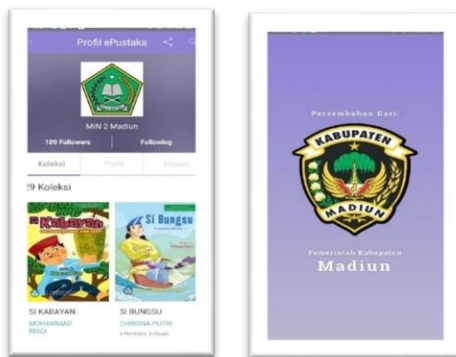 Profil ePustaka
MIN 2 Madiun
109 Followers
Following
Koleksi
Profil
29 Koleksi
Si Kabayan
Si Bungsu
SI KABAYAN
SI BUNGSU
MOHAMMAD
CHRISNA PUTRI
Persembahan Dari:
KABUPATEN
MADIUN
Pemerintah Kabupaten
Madiun